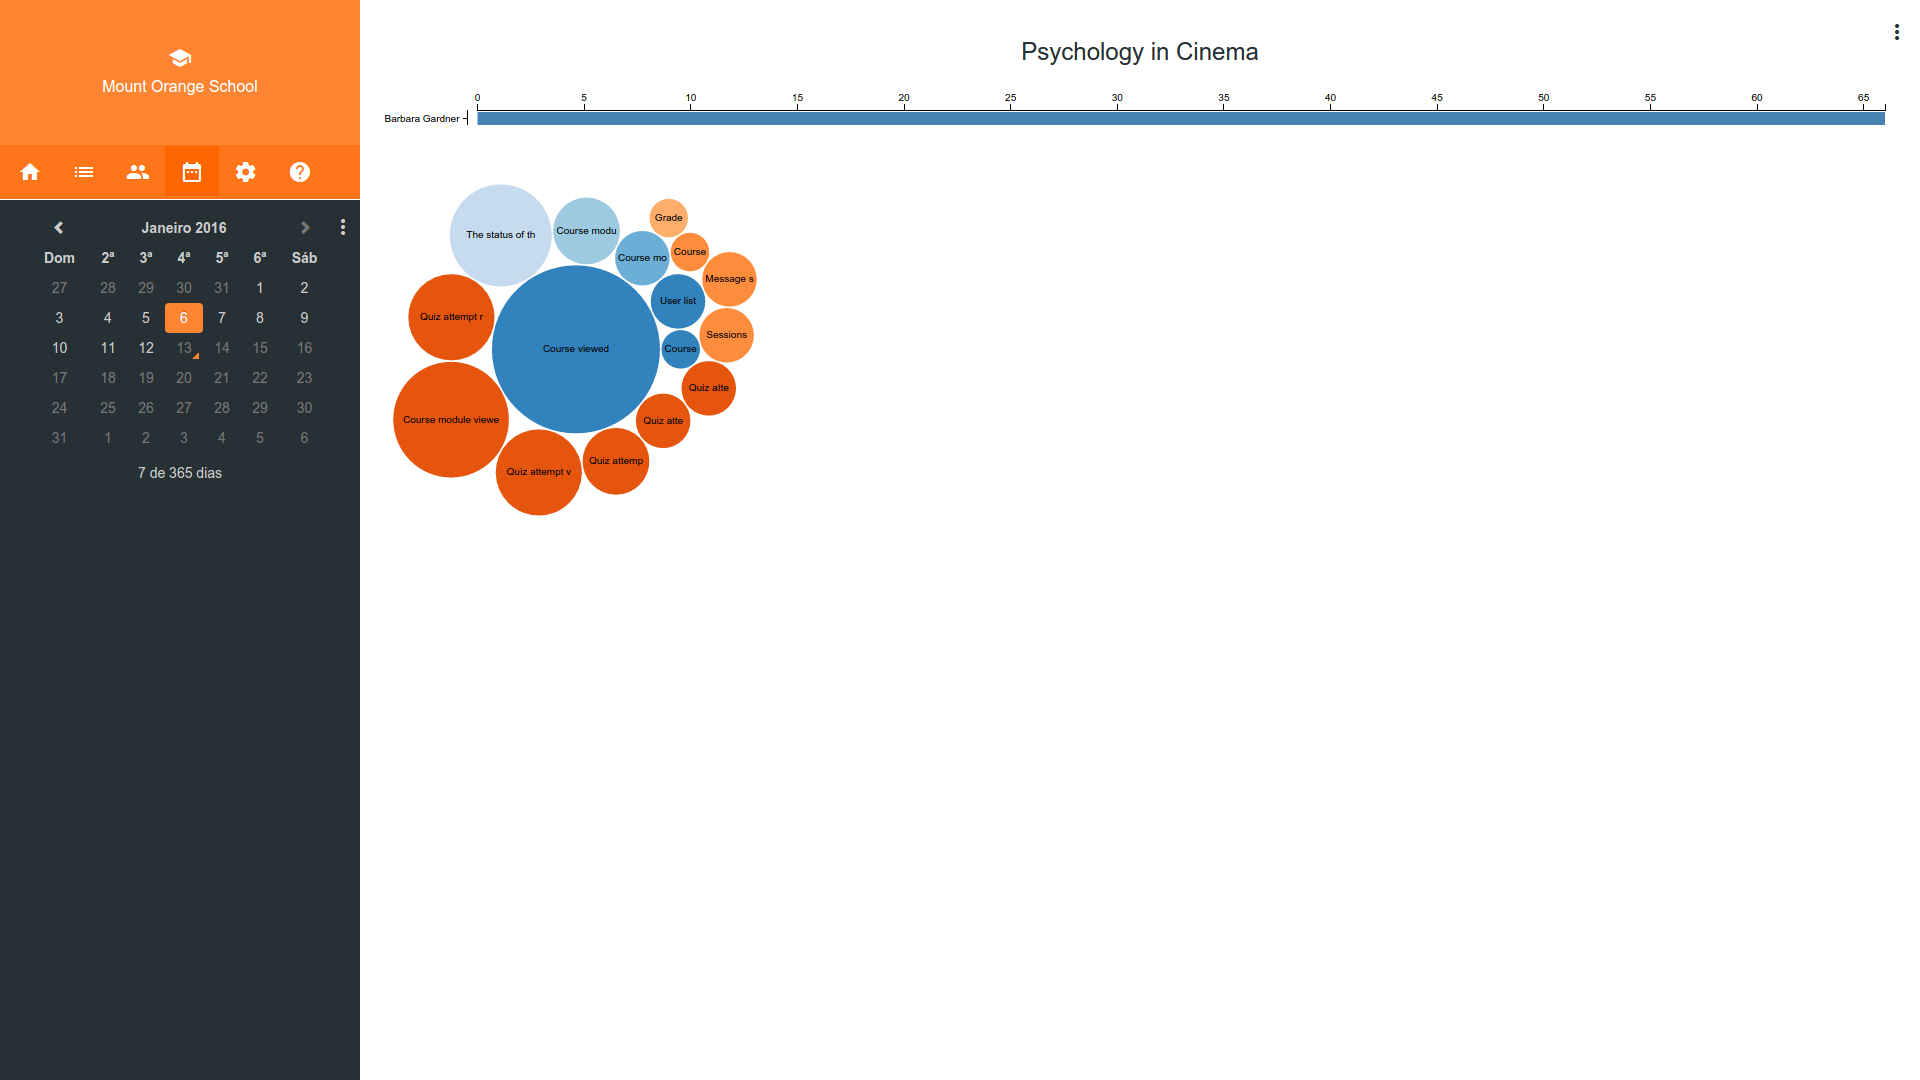 Mount Orange School
Janeiro 2016
Dom 2ª 3ª 4ª 5ª 6ª Sáb
27 28 29 30 31 1 2
3 4 5 6 7 8 9
10 11 12 13 14 15 16
17 18 19 20 21 22 23
24 25 26 27 28 29 30
31 1 2 3 4 5 6
7 de 365 dias
Psychology in Cinema
0 5 10 15 20 25 30 35 40 45 50 55 60 65
Barbara Gardner
Grade
Course modu
The status of th
Course
Course mo
Message s
User list
Quiz attempt r
Sessions
Course viewed
Course
Quiz atte
Course module viewe
Quiz atte
Quiz attemp
Quiz attempt v